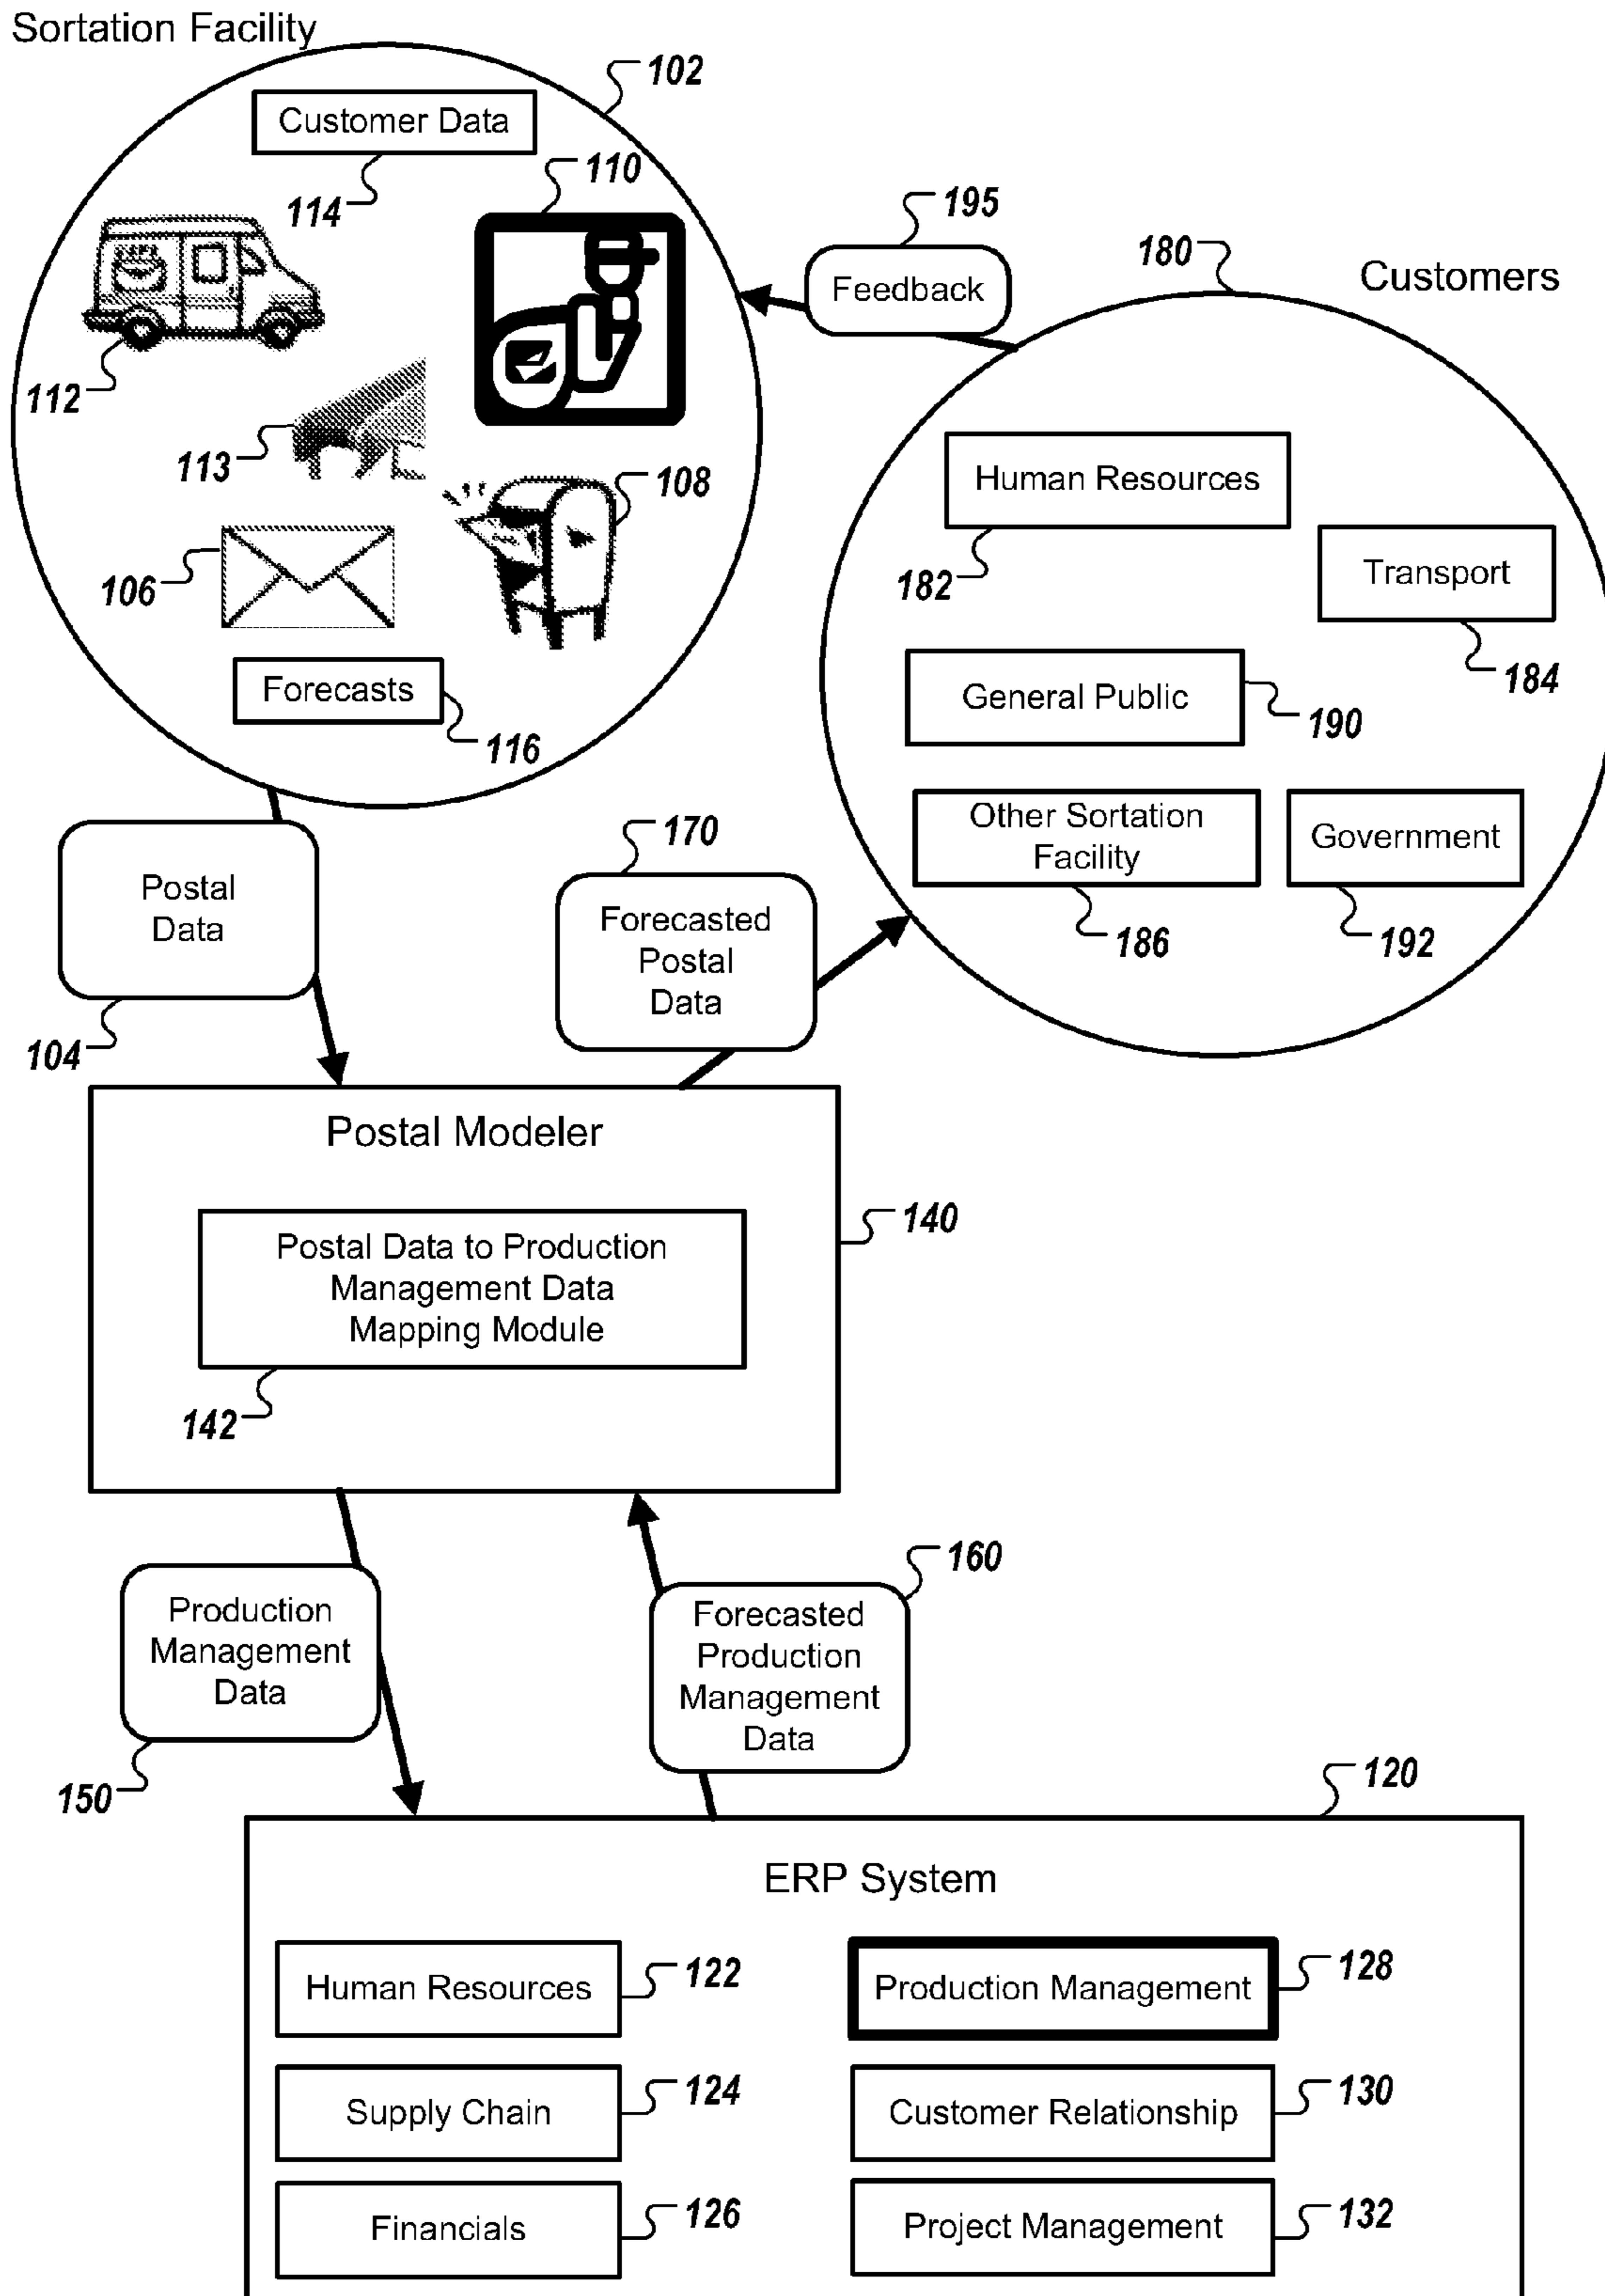 Sortation Facility
102
Customer Data
114
110
112
113
108
106
Forecasts
116
195
Feedback
180
Customers
Human Resources
182
Transport
184
General Public
190
Other Sortation
Facility
186
Government
192
Postal
Data
104
170
Forecasted
Postal
Data
Postal Modeler
140
Postal Data to Production
Management Data
Mapping Module
142
Production
Management
Data
150
160
Forecasted
Production
Management
Data
120
ERP System
Human Resources
122
Production Management
128
Supply Chain
124
Customer Relationship
130
Financials
126
Project Management
132